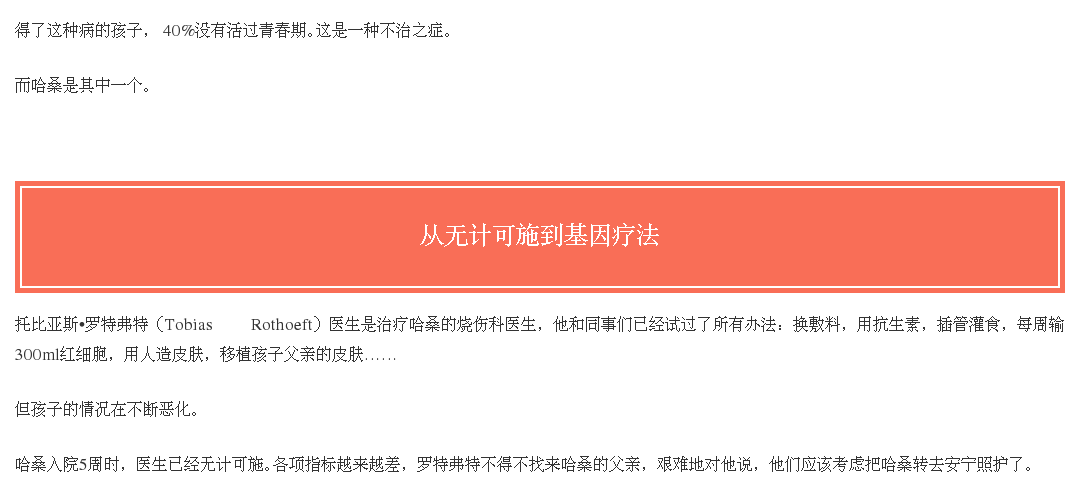 得了这种病的孩子， 40%没有活过青春期。这是一种不治之症。
而哈桑是其中一个。
从无计可施到基因疗法
托比亚斯•罗特弗特（Tobias Rothoeft）医生是治疗哈桑的烧伤科医生，他和同事们已经试过了所有办法：换敷料，用抗生素，插管灌食，每周输
300ml红细胞，用人造皮肤，移植孩子父亲的皮肤……
但孩子的情况在不断恶化。
哈桑入院5周时，医生已经无计可施。各项指标越来越差，罗特弗特不得不找来哈桑的父亲，艰难地对他说，他们应该考虑把哈桑转去安宁照护了。